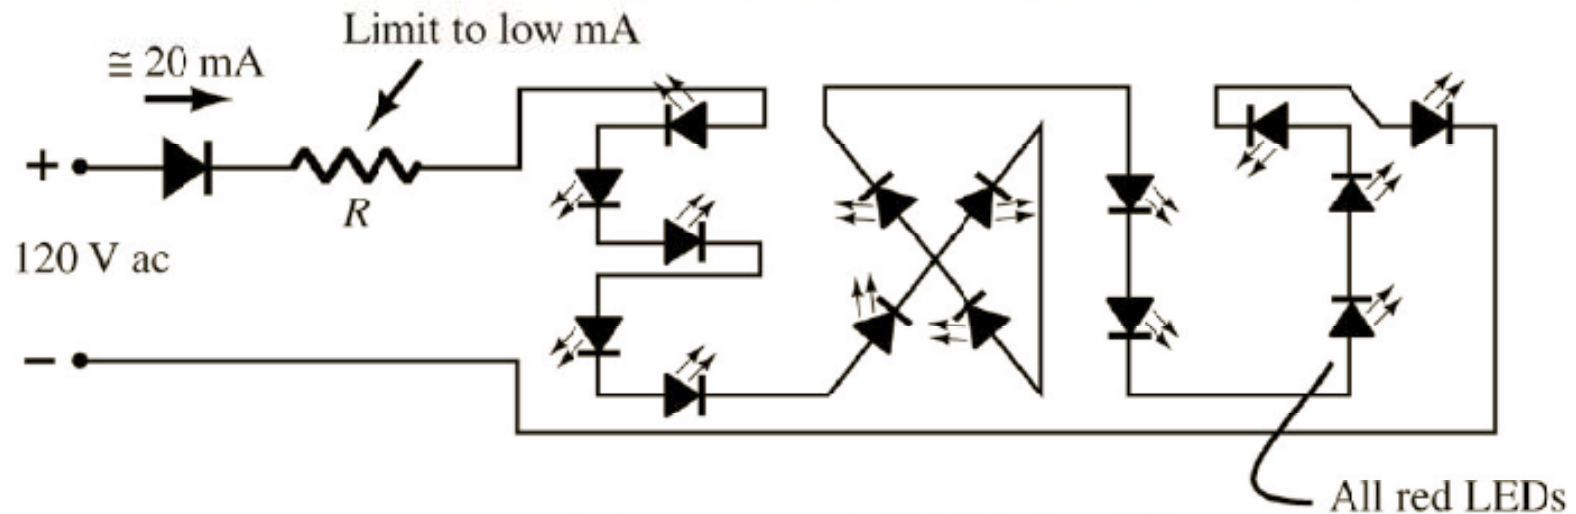 Limit to low mA
≅ 20 mA
+
R
120 V ac
−
All red LEDs